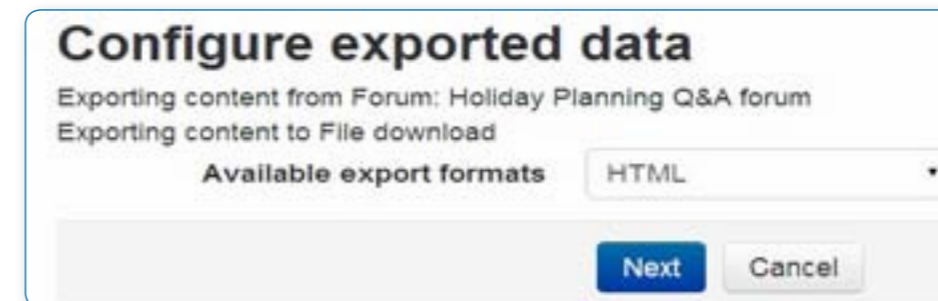 Configure exported data
Exporting content from Forum: Holiday Planning Q&A forum
Exporting content to File download
Available export formats HTML
Next Cancel